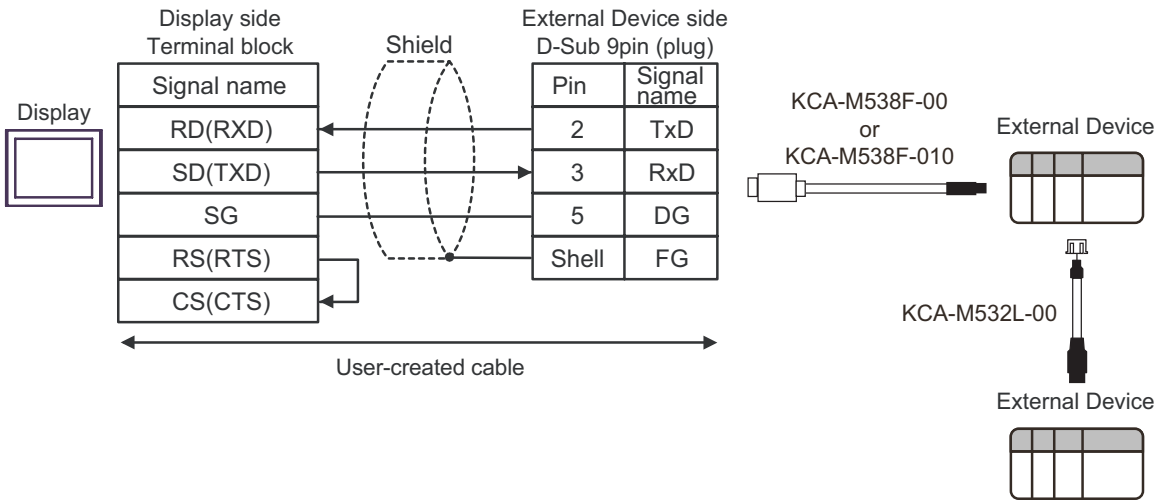 Display side
Terminal block
Shield
External Device side
D-Sub 9pin (plug)
Display
Signal name
RD(RXD)
SD(TXD)
SG
RS(RTS)
CS(CTS)
Pin
Signal
name
2
TxD
3
RxD
5
DG
Shell
FG
User-created cable
KCA-M538F-00
or
KCA-M538F-010
External Device
KCA-M532L-00
External Device